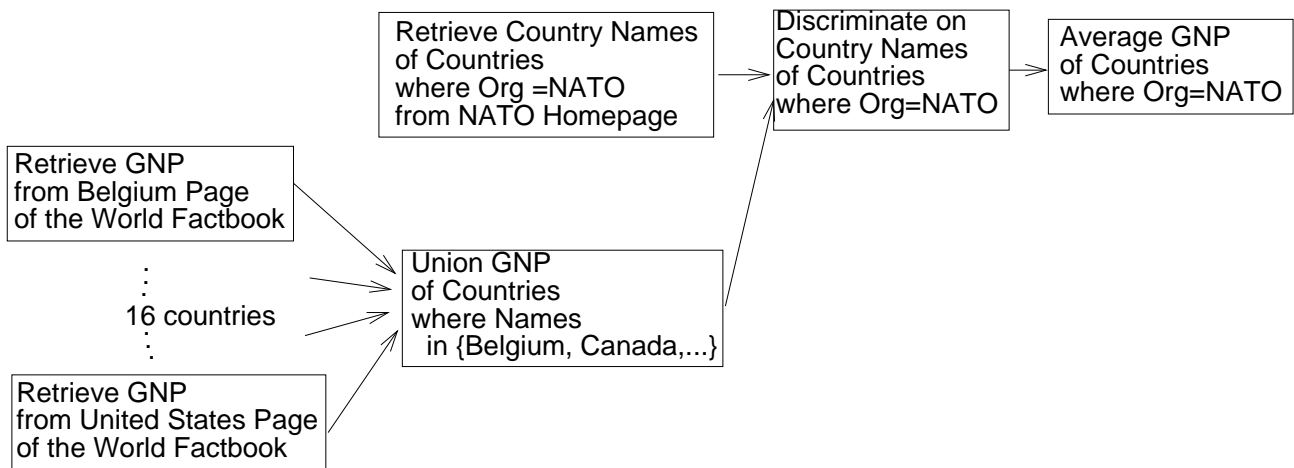 Retrieve Country Names
of Countries
where Org =NATO
from NATO Homepage
Discriminate on
Country Names
of Countries
where Org=NATO
Average GNP
of Countries
where Org=NATO
Retrieve GNP
from Belgium Page
of the World Factbook
16 countries
Union GNP
of Countries
where Names
in {Belgium, Canada,...}
Retrieve GNP
from United States Page
of the World Factbook